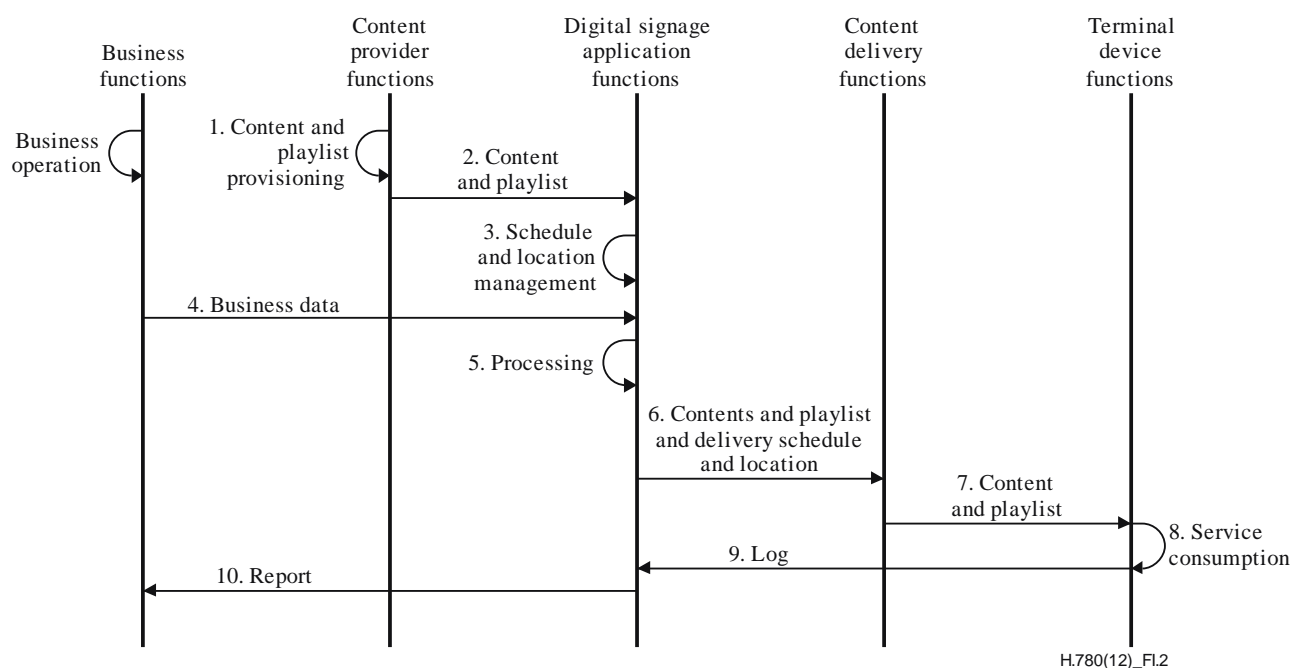 Business
functions
Content
provider
functions
Digital signage
application
functions
Content
delivery
functions
Terminal
device
functions
Business
operation
1. Content and
playlist
provisioning
2. Content
and playlist
3. Schedule
and location
management
4. Business data
5. Processing
6. Contents and playlist
and delivery schedule
and location
7. Content
and playlist
8. Service
consumption
9. Log
10. Report
H.780(12)_FI.2